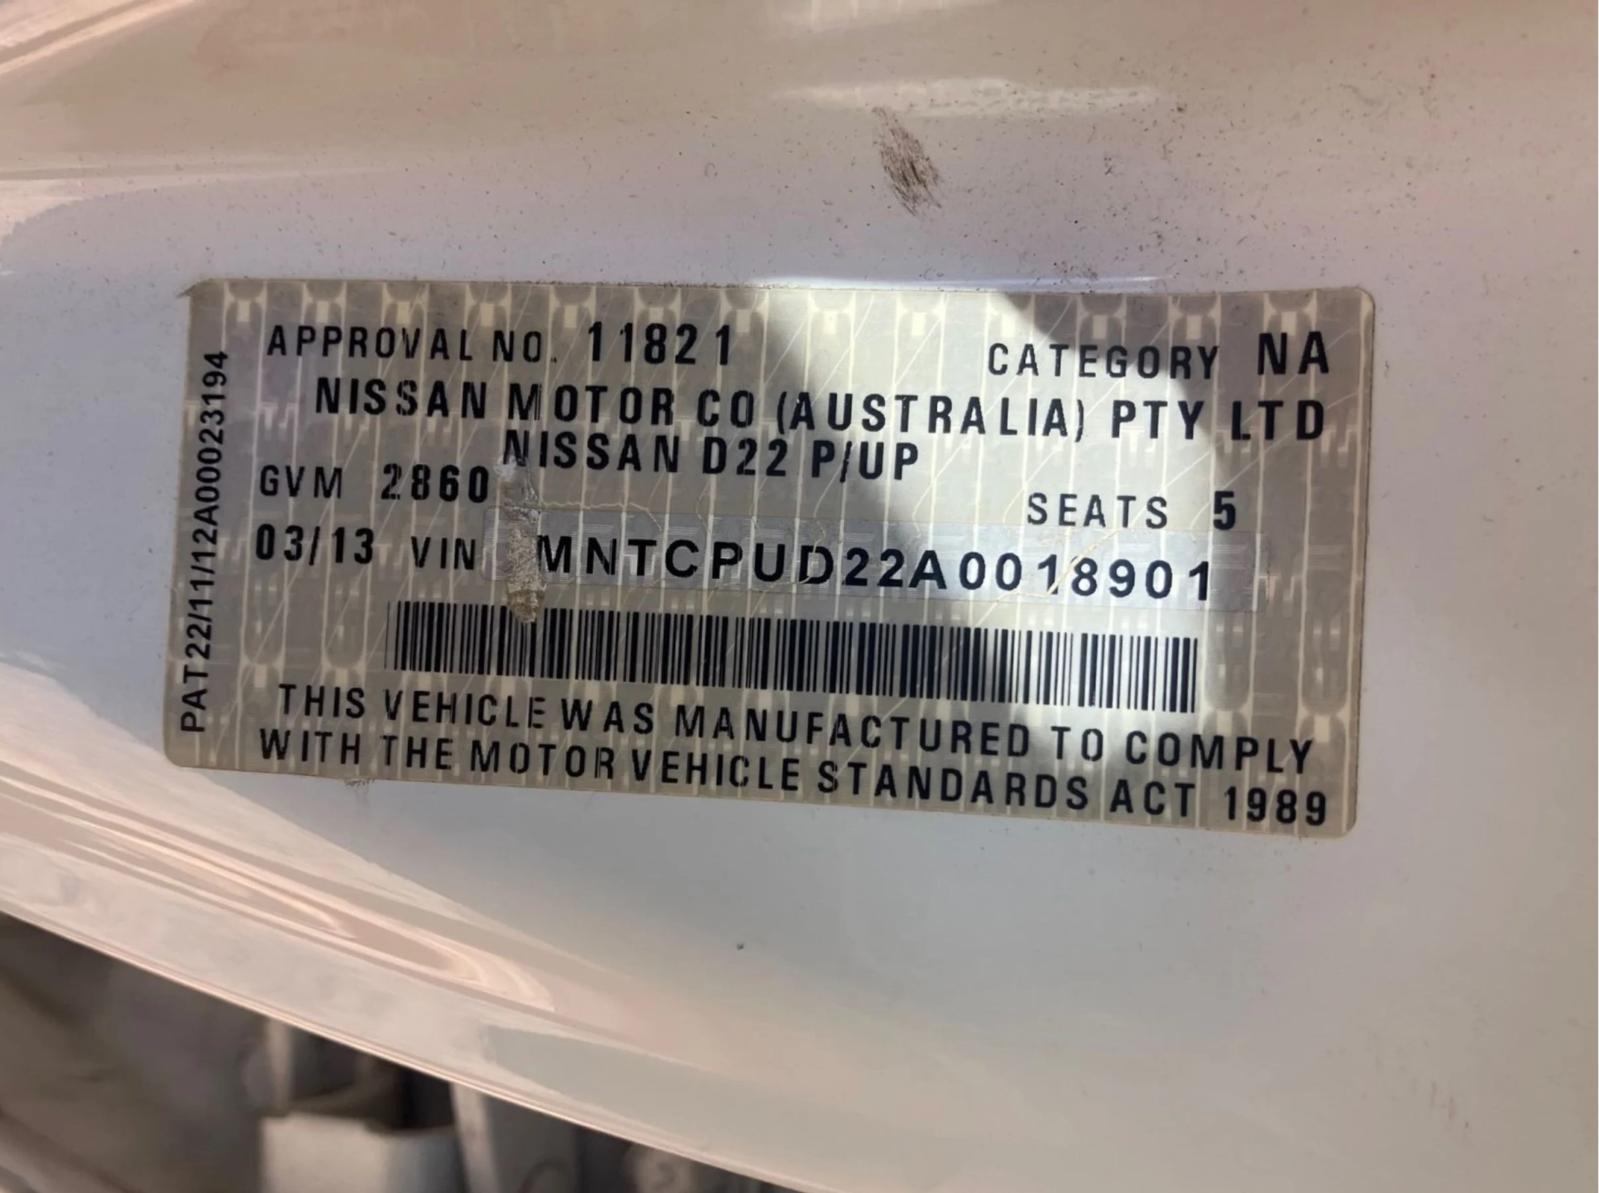 APPROVAL NO. 11821 CATEGORY NA
NISSAN MOTOR CO (AUSTRALIA) PTY LTD
NISSAN D22 P/UP
GVM 2860 SEATS 5
03/13 VIN MNTCPUD22A0018901
THIS VEHICLE WAS MANUFACTURED TO COMPLY
WITH THE MOTOR VEHICLE STANDARDS ACT 1989
PAT22/11/12A00023194